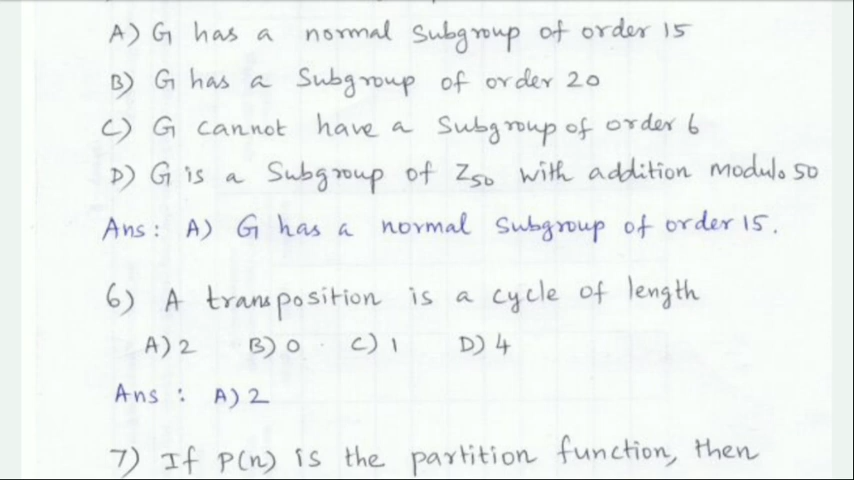 A) G has a normal Subgroup of order 15
B) G has a Subgroup of order 20
C) G cannot have a Subgroup of order 6
D) G is a Subgroup of Z50 with addition modulo 50
Ans : A) G has a normal Subgroup of order 15.
6) A transposition is a cycle of length
A) 2 B) 0 C) 1 D) 4
Ans : A) 2
7) If P(n) is the partition function, then